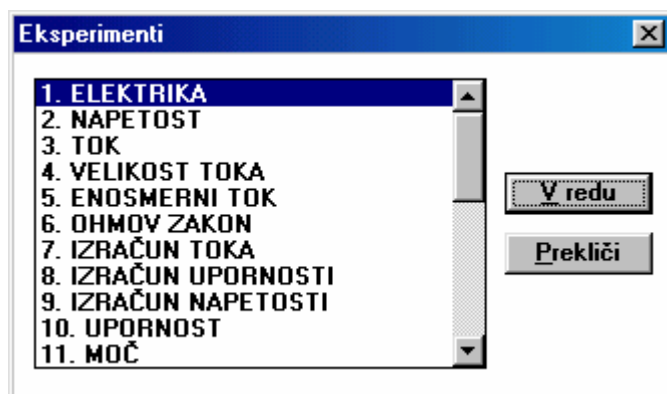 Eksperimenti
1. ELEKTRIKA
2. NAPETOST
3. TOK
4. VELIKOST TOKA
5. ENOSMERNI TOK
6. OHMOV ZAKON
7. IZRAČUN TOKA
8. IZRAČUN UPORNOSTI
9. IZRAČUN NAPETOSTI
10. UPORNOST
11. MOČ
V redu
Prekliči